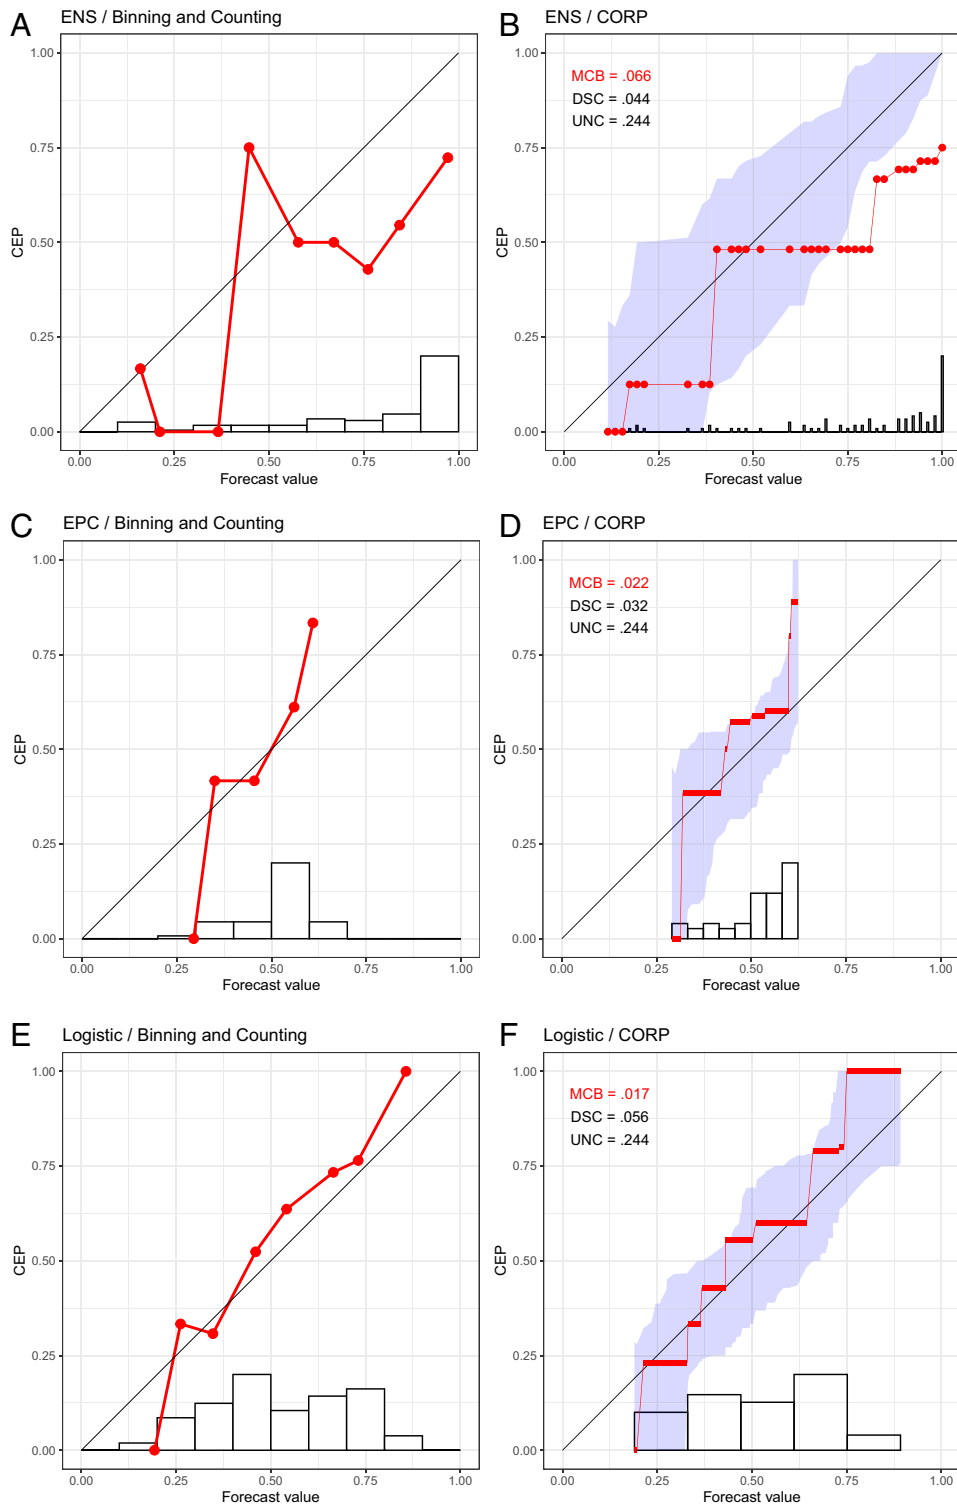 A ENS / Binning and Counting
1.00
0.75
0.50
0.25
0.00
CEP
0.00 0.25 0.50 0.75 1.00
Forecast value
B ENS / CORP
MCB = .066
DSC = .044
UNC = .244
1.00
0.75
0.50
0.25
0.00
CEP
0.00 0.25 0.50 0.75 1.00
Forecast value
C EPC / Binning and Counting
1.00
0.75
0.50
0.25
0.00
CEP
0.00 0.25 0.50 0.75 1.00
Forecast value
D EPC / CORP
MCB = .022
DSC = .032
UNC = .244
1.00
0.75
0.50
0.25
0.00
CEP
0.00 0.25 0.50 0.75 1.00
Forecast value
E Logistic / Binning and Counting
1.00
0.75
0.50
0.25
0.00
CEP
0.00 0.25 0.50 0.75 1.00
Forecast value
F Logistic / CORP
MCB = .017
DSC = .056
UNC = .244
1.00
0.75
0.50
0.25
0.00
CEP
0.00 0.25 0.50 0.75 1.00
Forecast value